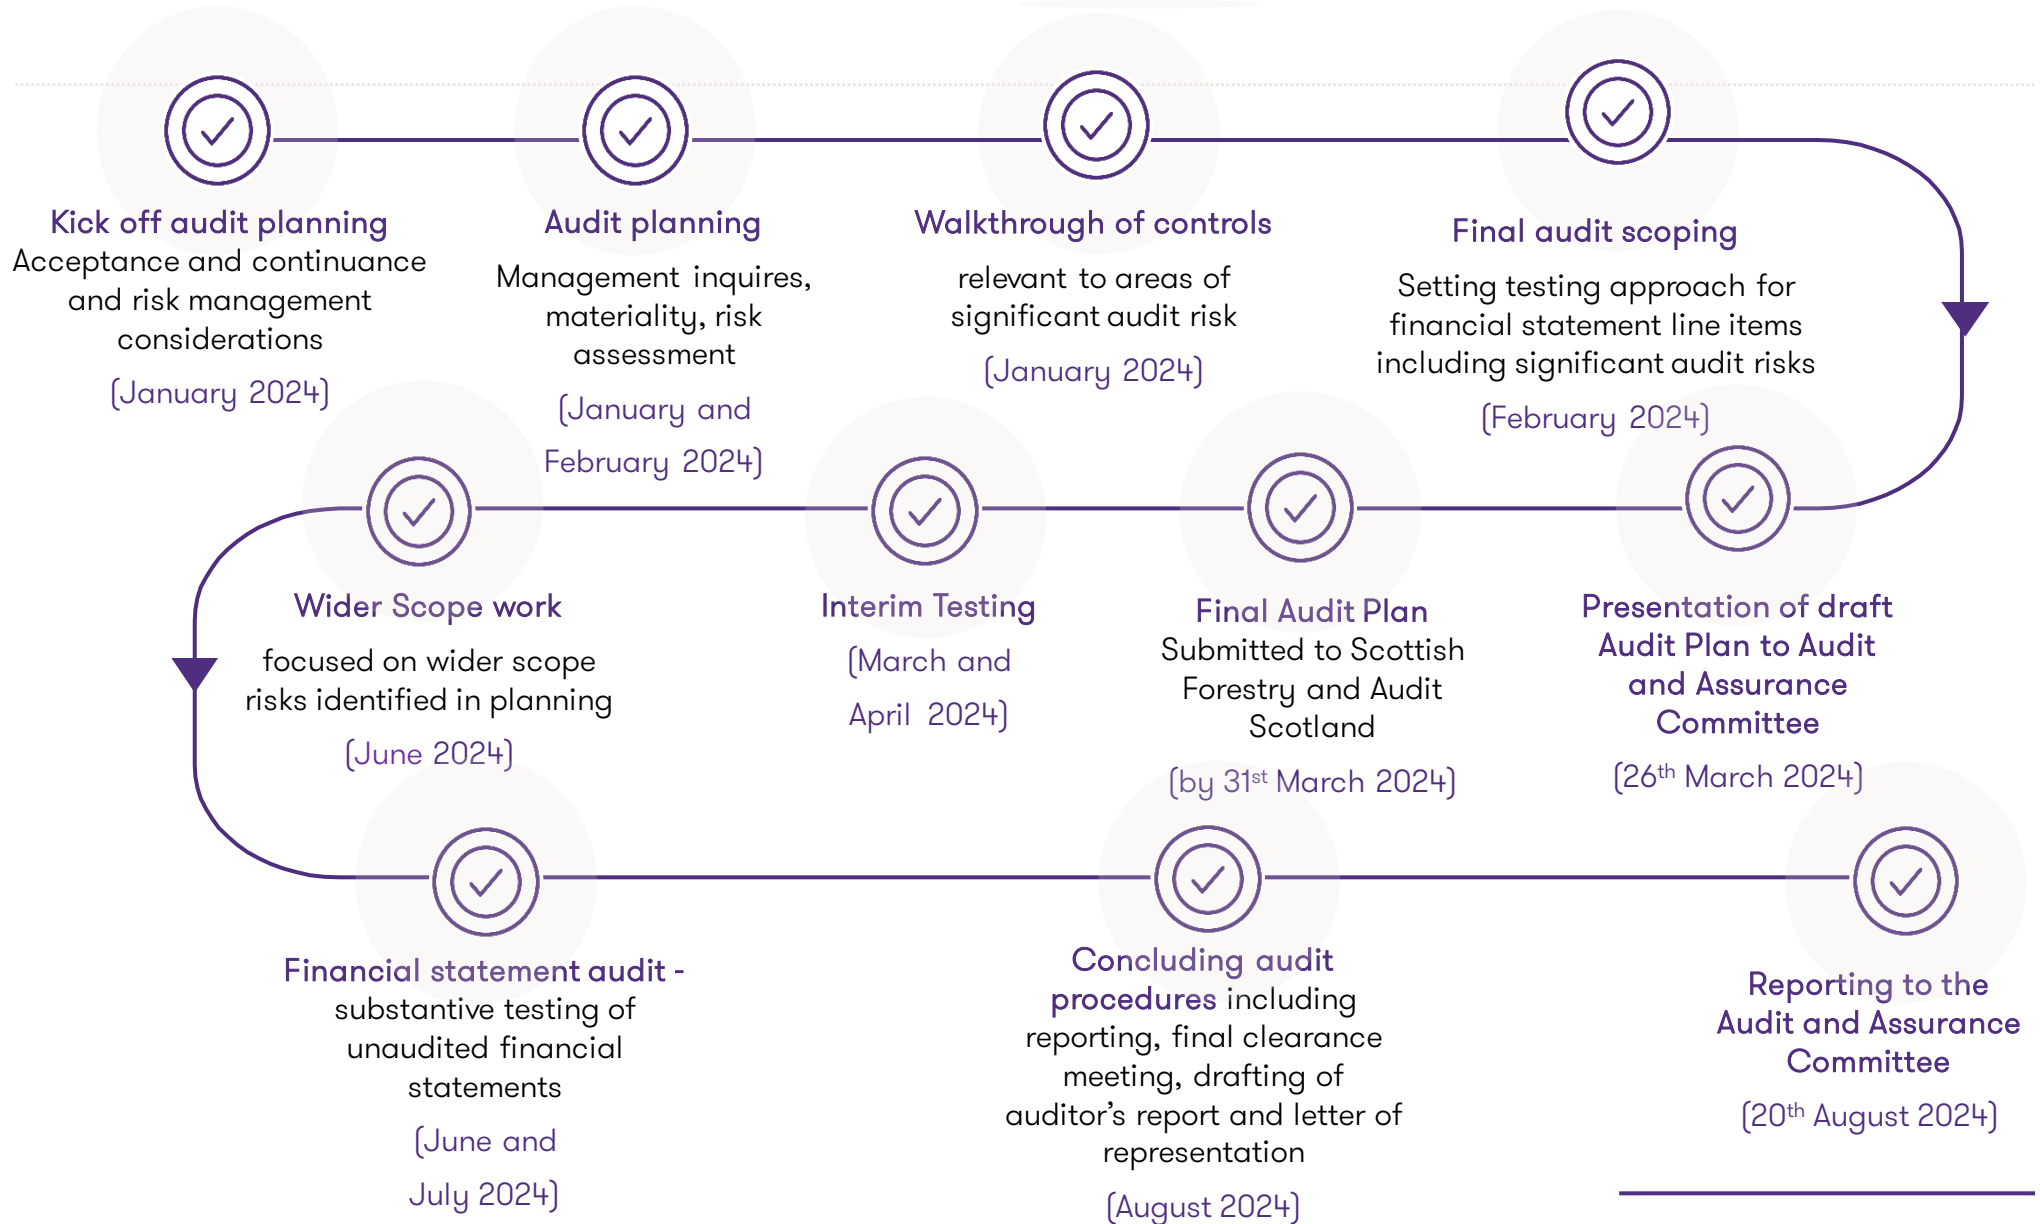 Kick off audit planning
Acceptance and continuance
and risk management
considerations
(January 2024)
Audit planning
Management inquires,
materiality, risk
assessment
(January and
February 2024)
Walkthrough of controls
relevant to areas of
significant audit risk
(January 2024)
Final audit scoping
Setting testing approach for
financial statement line items
including significant audit risks
(February 2024)
Presentation of draft
Audit Plan to Audit
and Assurance
Committee
(26th March 2024)
Final Audit Plan
Submitted to Scottish
Forestry and Audit
Scotland
(by 31st March 2024)
Interim Testing
(March and
April 2024)
Wider Scope work
focused on wider scope
risks identified in planning
(June 2024)
Financial statement audit -
substantive testing of
unaudited financial
statements
(June and
July 2024)
Concluding audit
procedures including
reporting, final clearance
meeting, drafting of
auditor’s report and letter of
representation
(August 2024)
Reporting to the
Audit and Assurance
Committee
(20th August 2024)